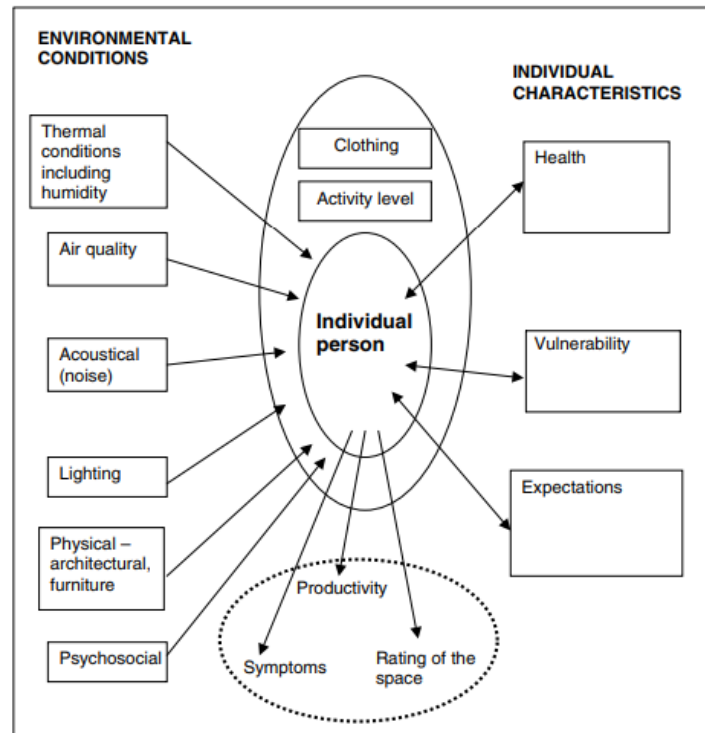 ENVIRONMENTAL
CONDITIONS
Thermal
conditions
including
humidity
Air quality
Acoustical
(noise)
Lighting
Physical –
architectural,
furniture
Psychosocial
Clothing
Activity level
Individual
person
Productivity
Symptoms
Rating of the
space
INDIVIDUAL
CHARACTERISTICS
Health
Vulnerability
Expectations